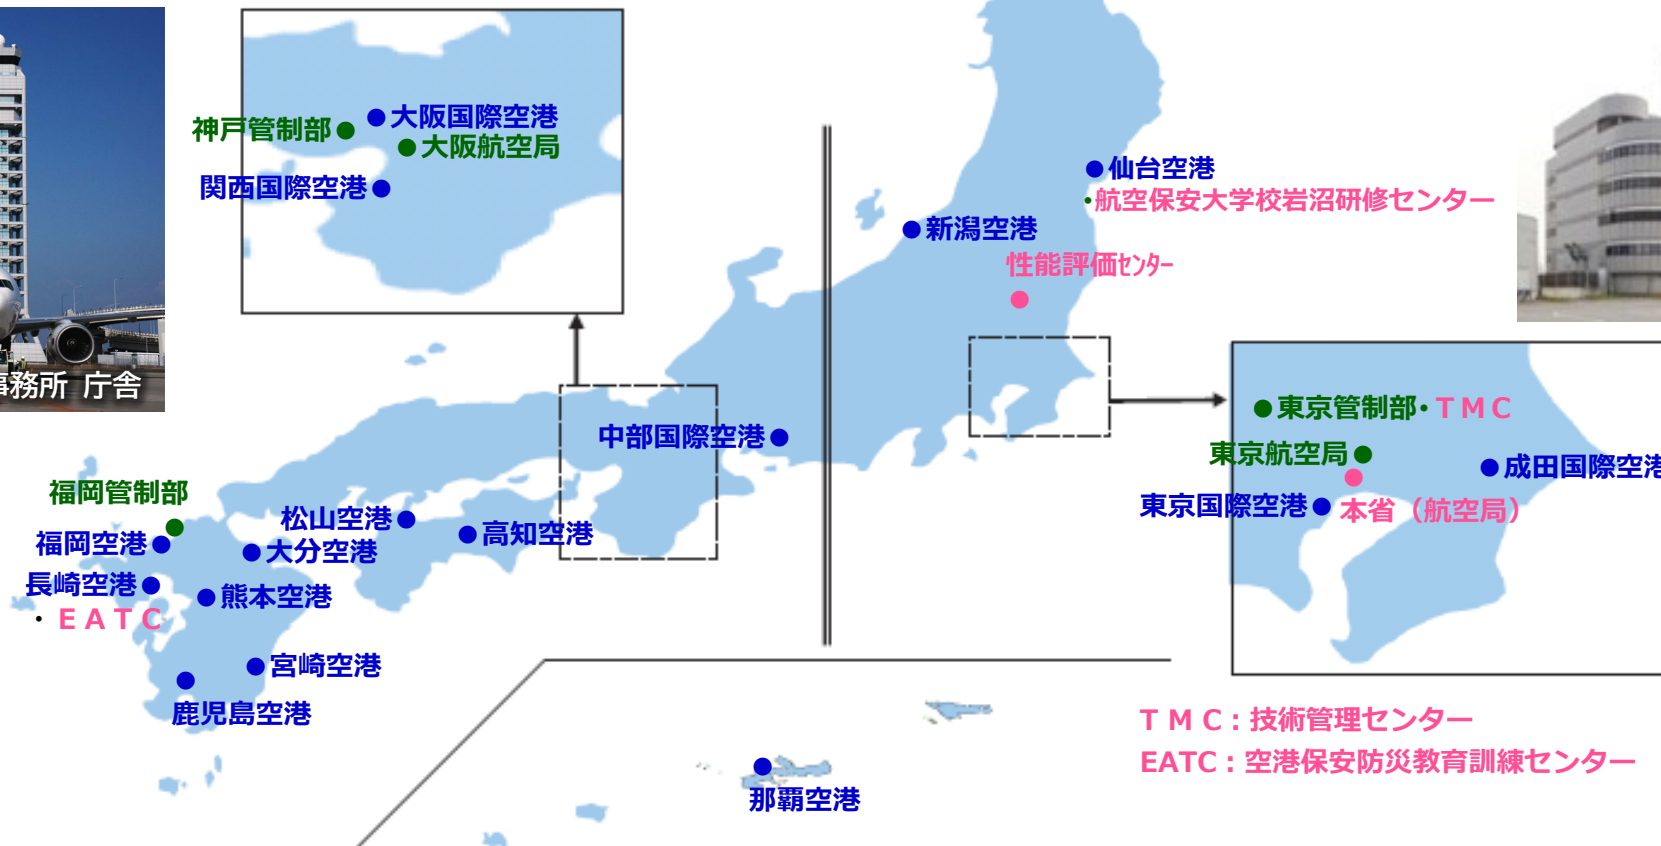 神戸管制部
大阪国際空港
大阪航空局
関西国際空港
仙台空港
・航空保安大学校岩沼研修センター
新潟空港
性能評価センター
務所 庁舎
東京管制部・ＴＭＣ
東京航空局
成田国際空港
東京国際空港
本省（航空局）
中部国際空港
福岡管制部
福岡空港
松山空港
高知空港
大分空港
長崎空港
・ＥＡＴＣ
熊本空港
宮崎空港
鹿児島空港
那覇空港
ＴＭＣ：技術管理センター
EATC：空港保安防災教育訓練センター